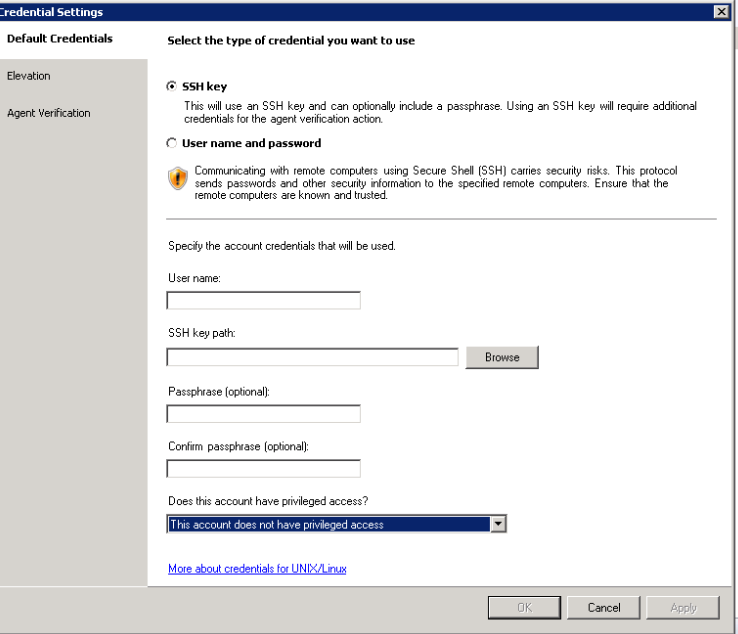 Credential Settings
Default Credentials
Elevation
Agent Verification
Select the type of credential you want to use
SSH key
This will use an SSH key and can optionally include a passphrase. Using an SSH key will require additional
credentials for the agent verification action.
User name and password
Communicating with remote computers using Secure Shell (SSH) carries security risks. This protocol
sends passwords and other security information to the specified remote computers. Ensure that the
remote computers are known and trusted.
Specify the account credentials that will be used.
User name:
SSH key path:
Browse
Passphrase (optional):
Confirm passphrase (optional):
Does this account have privileged access?
This account does not have privileged access
More about credentials for UNIX/Linux
OK Cancel Apply